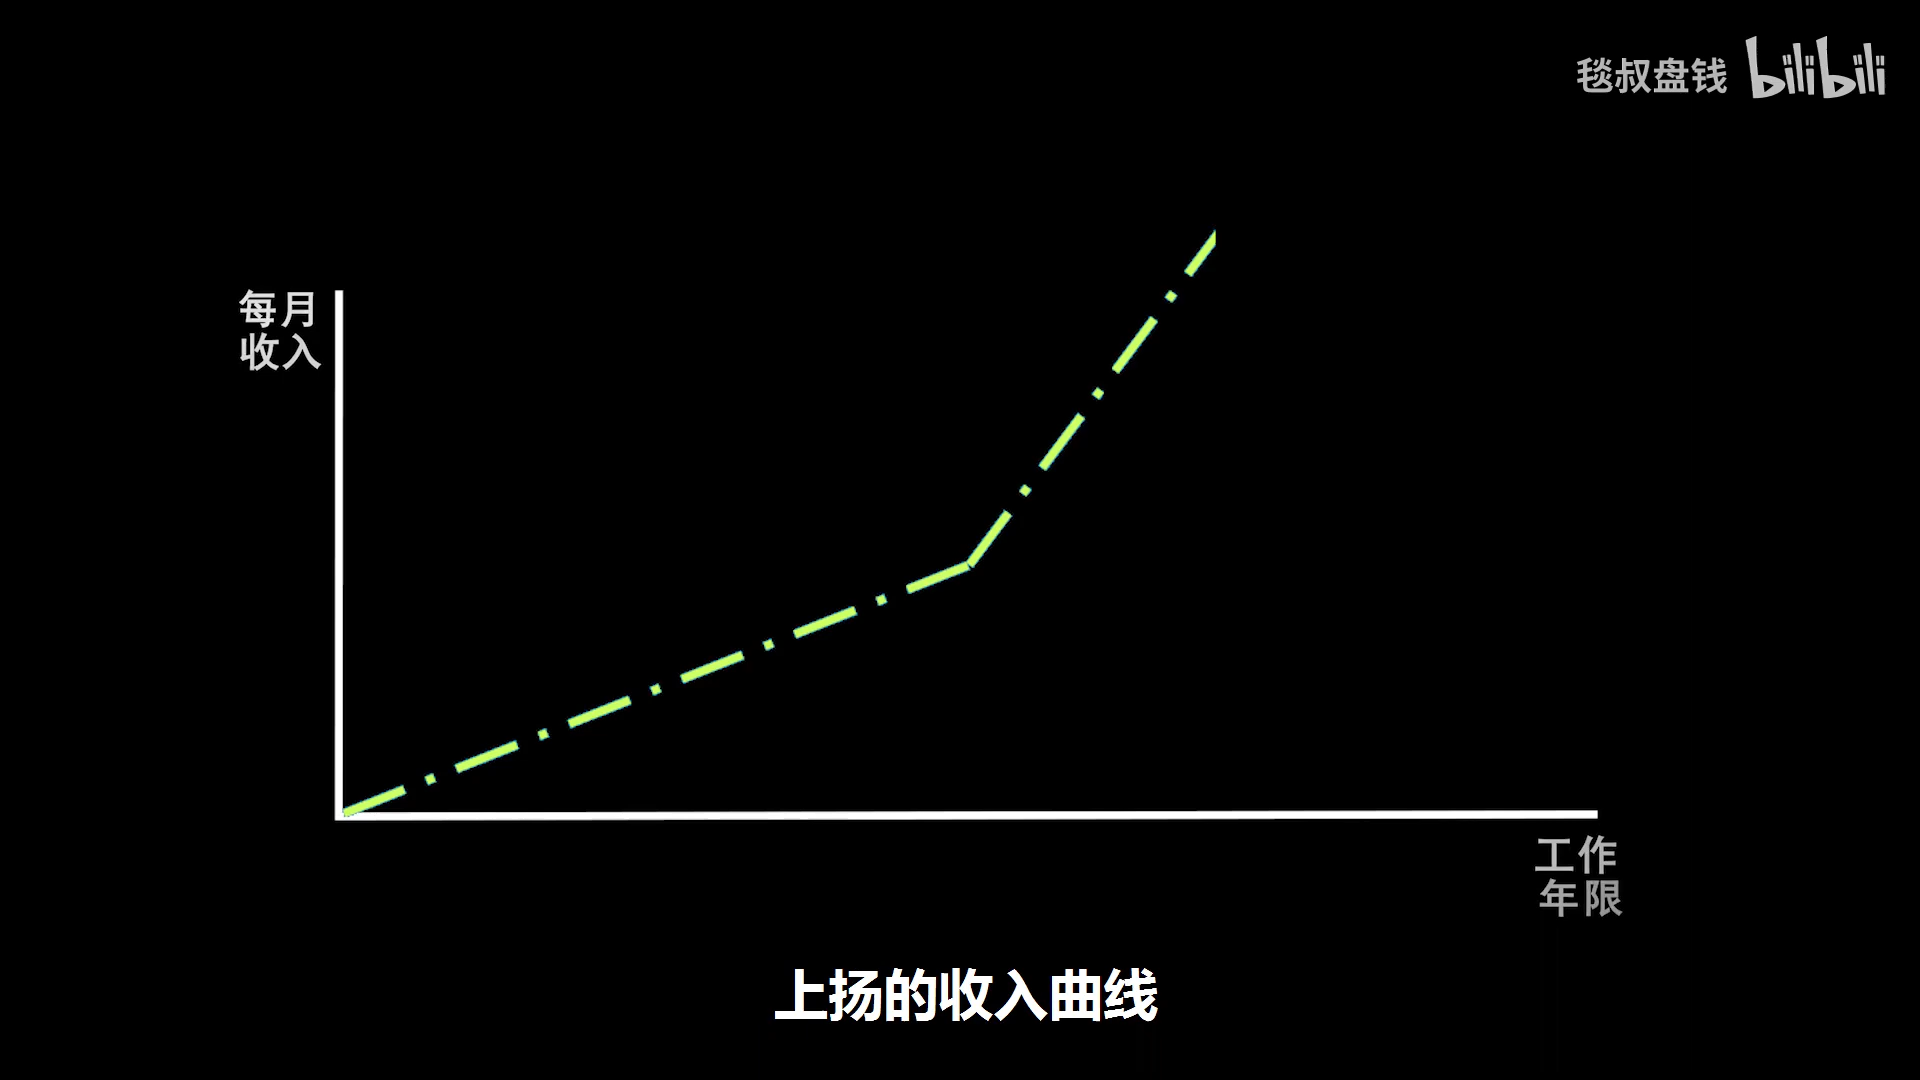 毯叔盘钱 bilibili
每月
收入
工作
年限
上扬的收入曲线